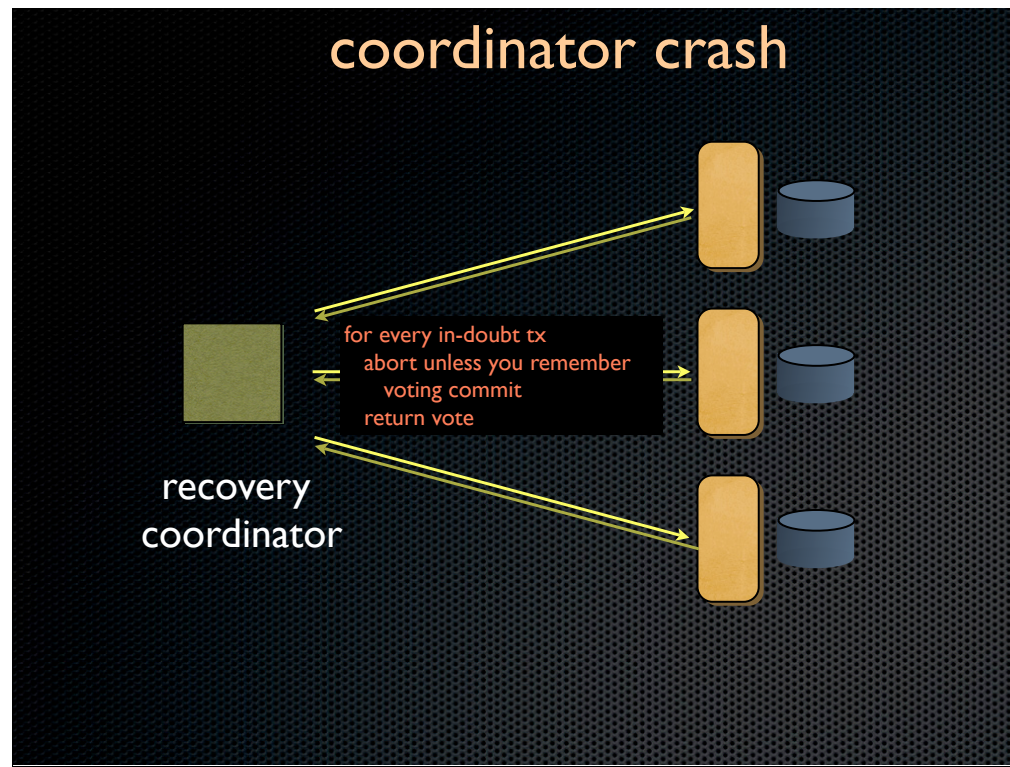 coordinator crash
for every in-doubt tx
abort unless you remember
voting commit
return vote
recovery
coordinator